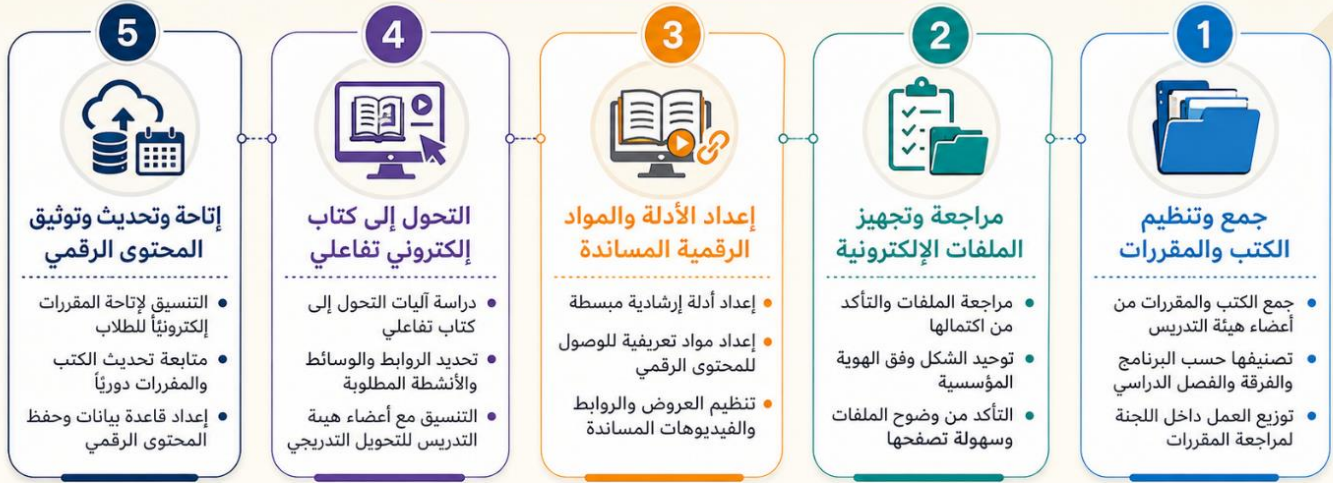 1
جمع وتنظيم
الكتب والمقررات
جمع الكتب والمقررات من
أعضاء هيئة التدريس
تصنيفها حسب البرنامج
والفرقة والفصل الدراسي
توزيع العمل داخل اللجنة
لمراجعة المقررات
2
مراجعة وتجهيز
الملفات الإلكترونية
مراجعة الملفات والتأكد
من اكتمالها
توحيد الشكل وفق الهوية
المؤسسية
التأكد من وضوح الملفات
وسهولة تصفحها
3
إعداد الأدلة والمواد
الرقمية المساندة
إعداد أدلة إرشادية مبسطة
إعداد مواد تعريفية للوصول
للمحتوى الرقمي
تنظيم العروض والروابط
والفيديوهات المساندة
4
التحول إلى كتاب
إلكتروني تفاعلي
دراسة آليات التحول إلى
كتاب تفاعلي
تحديد الروابط والوسائط
والأنشطة المطلوبة
التنسيق مع أعضاء هيئة
التدريس للتحويل التدريجي
5
إتاحة وتحديث وتوثيق
المحتوى الرقمي
التنسيق لإتاحة المقررات
إلكترونيًا للطلاب
متابعة تحديث الكتب
والمفررات دوريًا
إعداد قاعدة بيانات وحفظ
المحتوى الرقمي